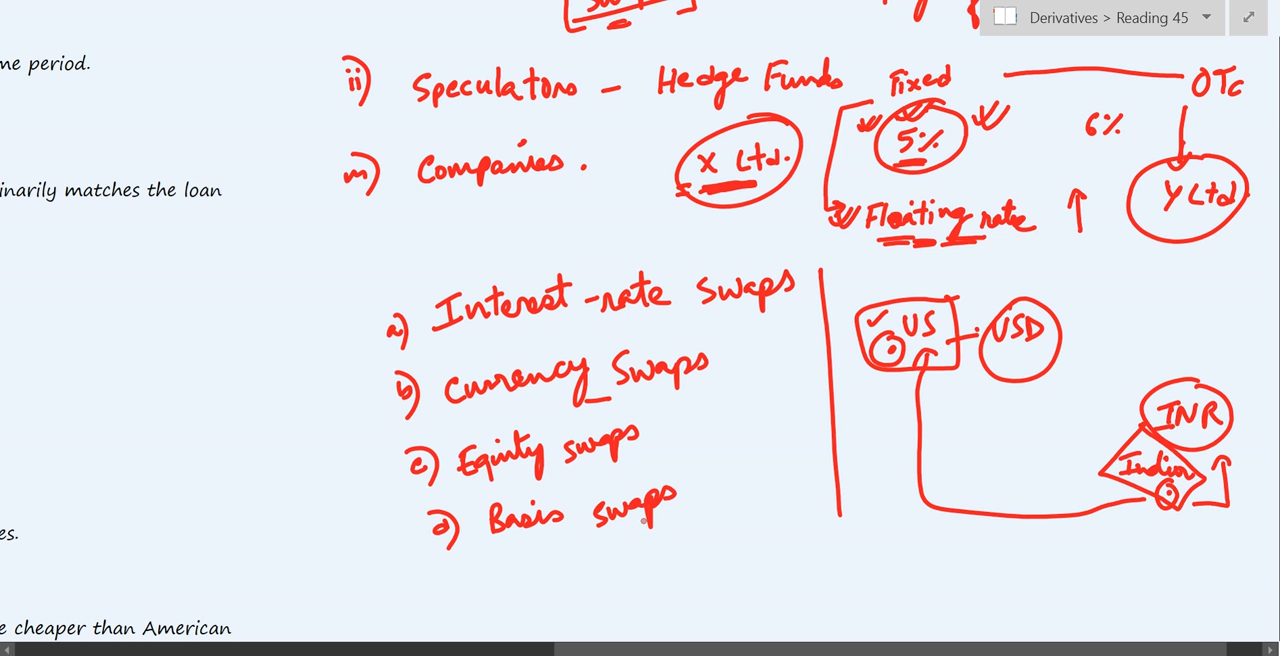 Derivatives > Reading 45
me period.
ii) Speculators - Hedge Funds Fixed OTC
5% 6%
inarily matches the loan
iii) Companies. X Ltd. Y Ltd
Floating rate
a) Interest-rate swaps
US USD
b) Currency Swaps
INR
c) Equity swaps
India
d) Basis swaps
es.
e cheaper than American